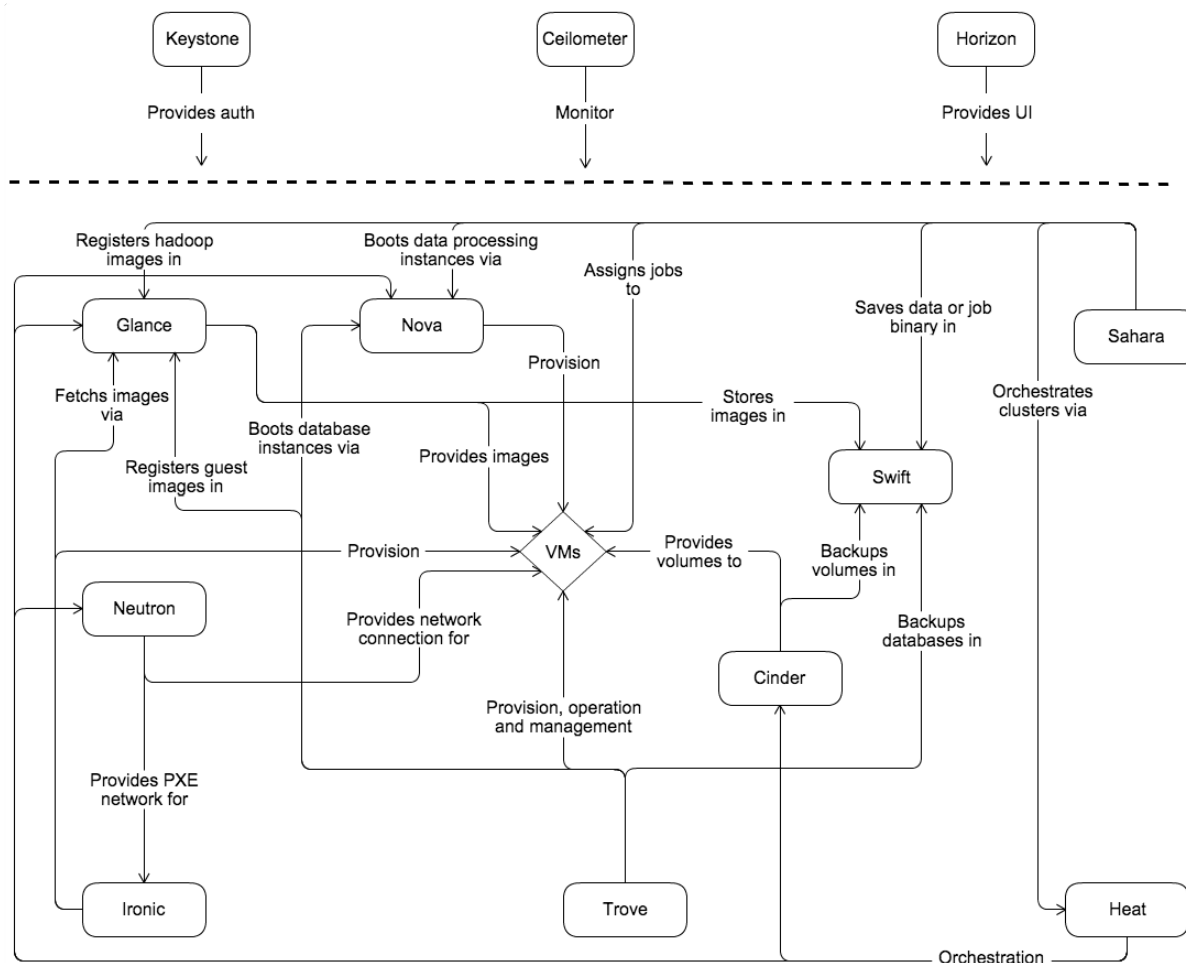 Keystone
Ceilometer
Horizon
Provides auth
Monitor
Provides UI
Registers hadoop
images in
Boots data processing
instances via
Assigns jobs
to
Saves data or job
binary in
Glance
Nova
Sahara
Provision
Fetchs images
via
Orchestrates
clusters via
Stores
images in
Boots database
instances via
Provides images
Registers guest
images in
Swift
Provision
VMs
Provides
volumes to
Backups
volumes in
Neutron
Provides network
connection for
Backups
databases in
Cinder
Provision, operation
and management
Provides PXE
network for
Ironic
Trove
Heat
Orchestration